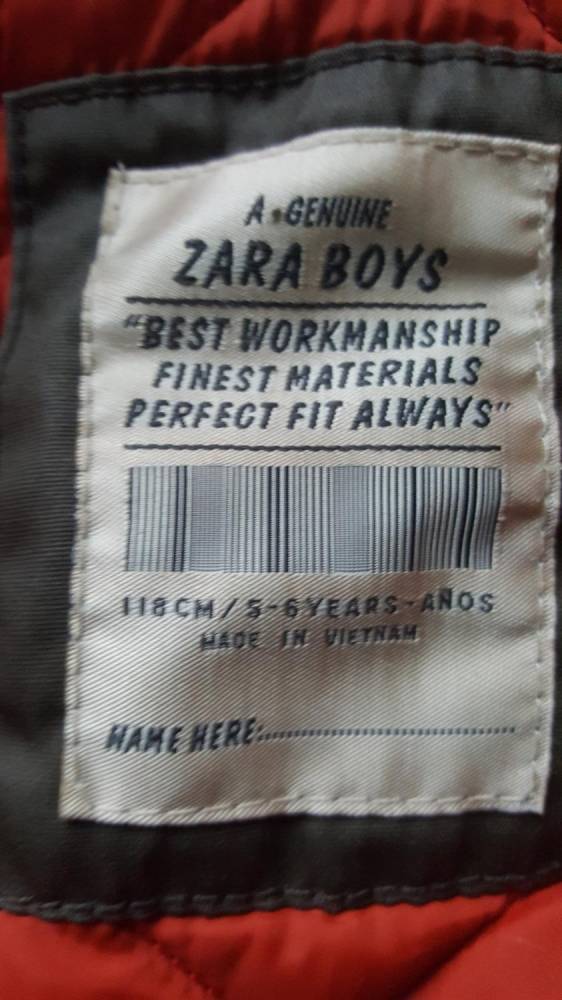 A GENUINE
ZARA BOYS
"BEST WORKMANSHIP
FINEST MATERIALS
PERFECT FIT ALWAYS"
118CM/5-6YEARS-AÑOS
MADE IN VIETNAM
NAME HERE:....................................